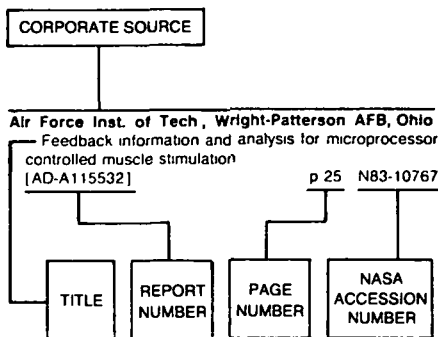 CORPORATE SOURCE
Air Force Inst. of Tech, Wright-Patterson AFB, Ohio
Feedback information and analysis for microprocessor
controlled muscle stimulation
[AD-A115532] p 25 N83-10767
TITLE
REPORT
NUMBER
PAGE
NUMBER
NASA
ACCESSION
NUMBER